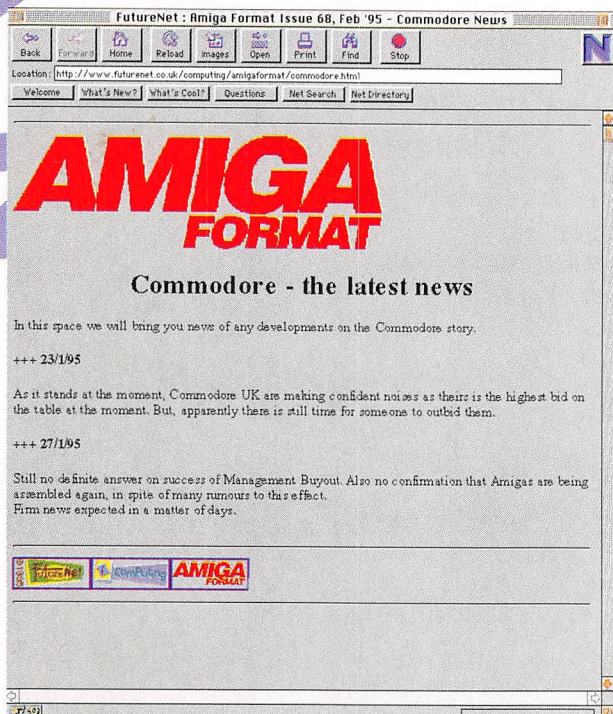 FutureNet : Amiga Format Issue 68, Feb '95 - Commodore News
Back Forward Home Reload Images Open Print Find Stop
N
Location: http://www.futurenet.co.uk/computing/amigaformat/commodore.html
Welcome What's New? What's Cool? Questions Net Search Net Directory
AMIGA
FORMAT
Commodore - the latest news
In this space we will bring you news of any developments on the Commodore story.
+++ 23/1/95
As it stands at the moment, Commodore UK are making confident noises as theirs is the highest bid on
the table at the moment. But, apparently there is still time for someone to outbid them.
+++ 27/1/95
Still no definite answer on success of Management Buyout. Also no confirmation that Amigas are being
assembled again, in spite of many rumours to this effect.
Firm news expected in a matter of days.
FutureNet Computing AMIGA
FORMAT